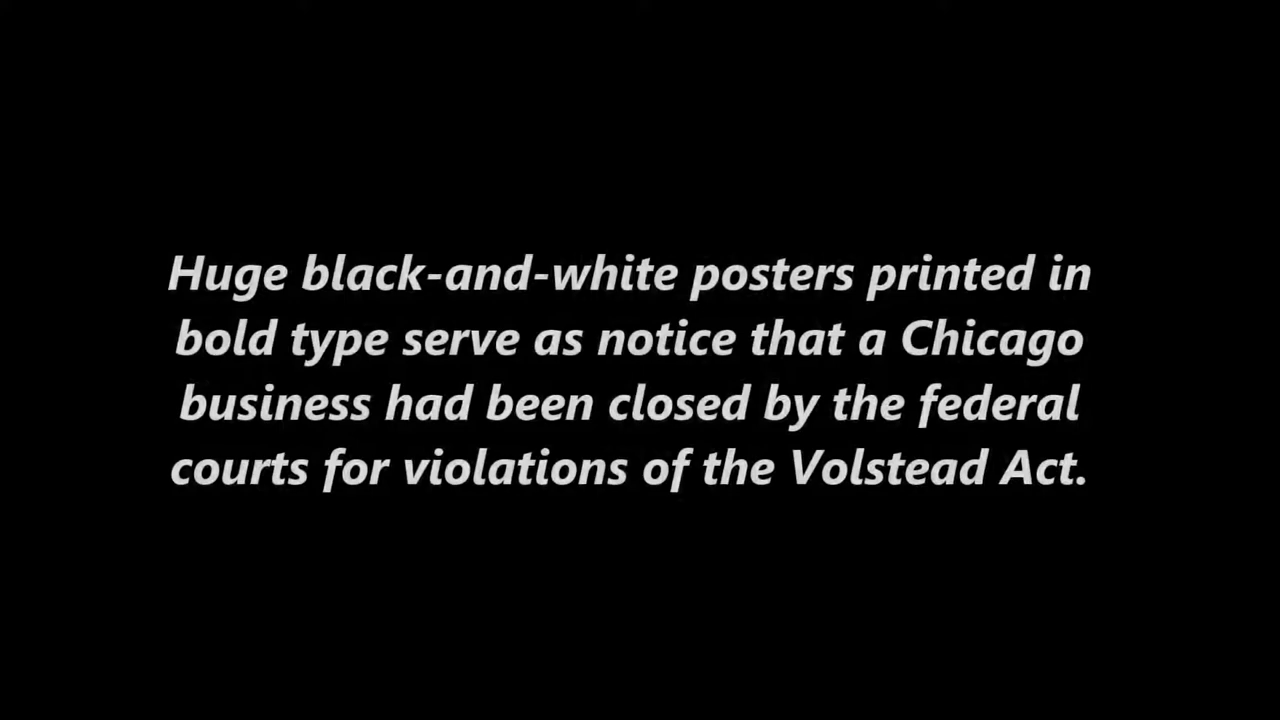 Huge black-and-white posters printed in
bold type serve as notice that a Chicago
business had been closed by the federal
courts for violations of the Volstead Act.